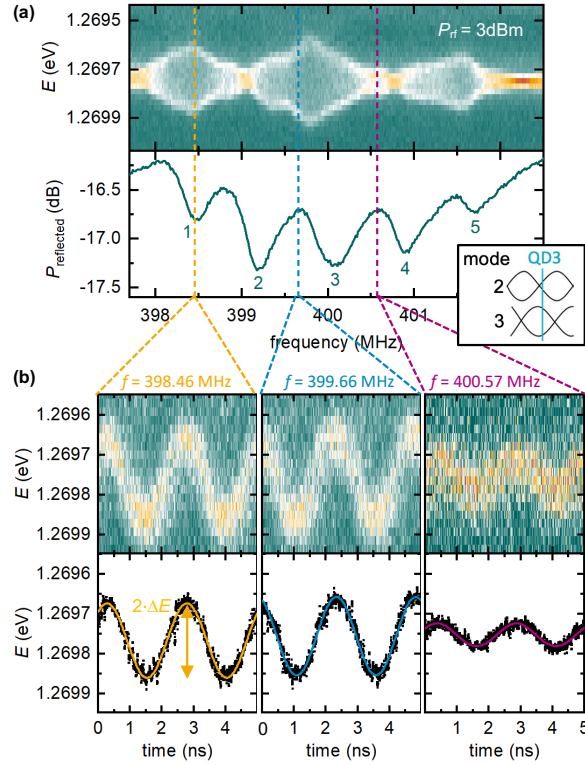 (a)
1.2695
1.2697
1.2699
E (eV)
P_rf = 3dBm
-16.5
-17.0
-17.5
P_reflected (dB)
1
2
3
4
5
398 399 400 401
frequency (MHz)
mode QD3
2
3
(b)
f = 398.46 MHz f = 399.66 MHz f = 400.57 MHz
1.2696
1.2697
1.2698
1.2699
E (eV)
1.2696
1.2697
1.2698
1.2699
E (eV)
2·ΔE
0 1 2 3 4 0 1 2 3 4 1 2 3 4 5
time (ns) time (ns) time (ns)